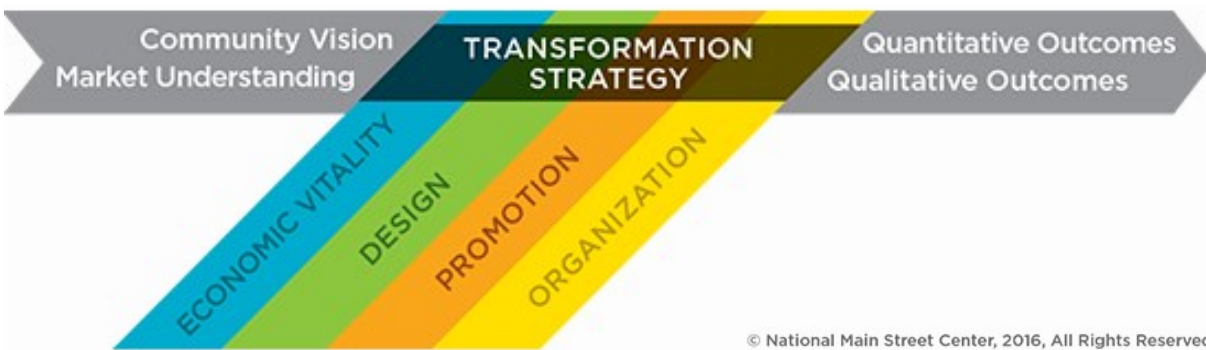 Community Vision
Market Understanding
TRANSFORMATION
STRATEGY
Quantitative Outcomes
Qualitative Outcomes
ECONOMIC VITALITY
DESIGN
PROMOTION
ORGANIZATION
© National Main Street Center, 2016, All Rights Reserved